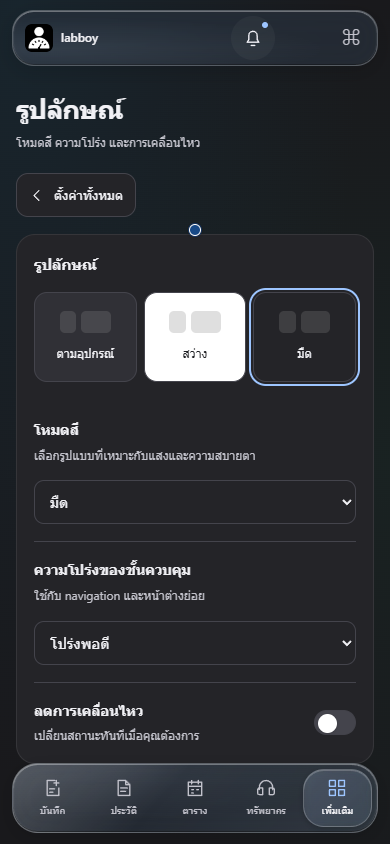 labboy
รูปลักษณ์
โหมดสี ความโปร่ง และการเคลื่อนไหว
ตั้งค่าทั้งหมด
รูปลักษณ์
ตามอุปกรณ์
สว่าง
มืด
โหมดสี
เลือกรูปแบบที่เหมาะกับแสงและความสบายตา
มืด
ความโปร่งของชั้นควบคุม
ใช้กับ navigation และหน้าต่างย่อย
โปร่งพอดี
ลดการเคลื่อนไหว
เปลี่ยนสถานะทันทีเมื่อคุณต้องการ
บันทึก
ประวัติ
ตาราง
ทรัพยากร
เพิ่มเติม